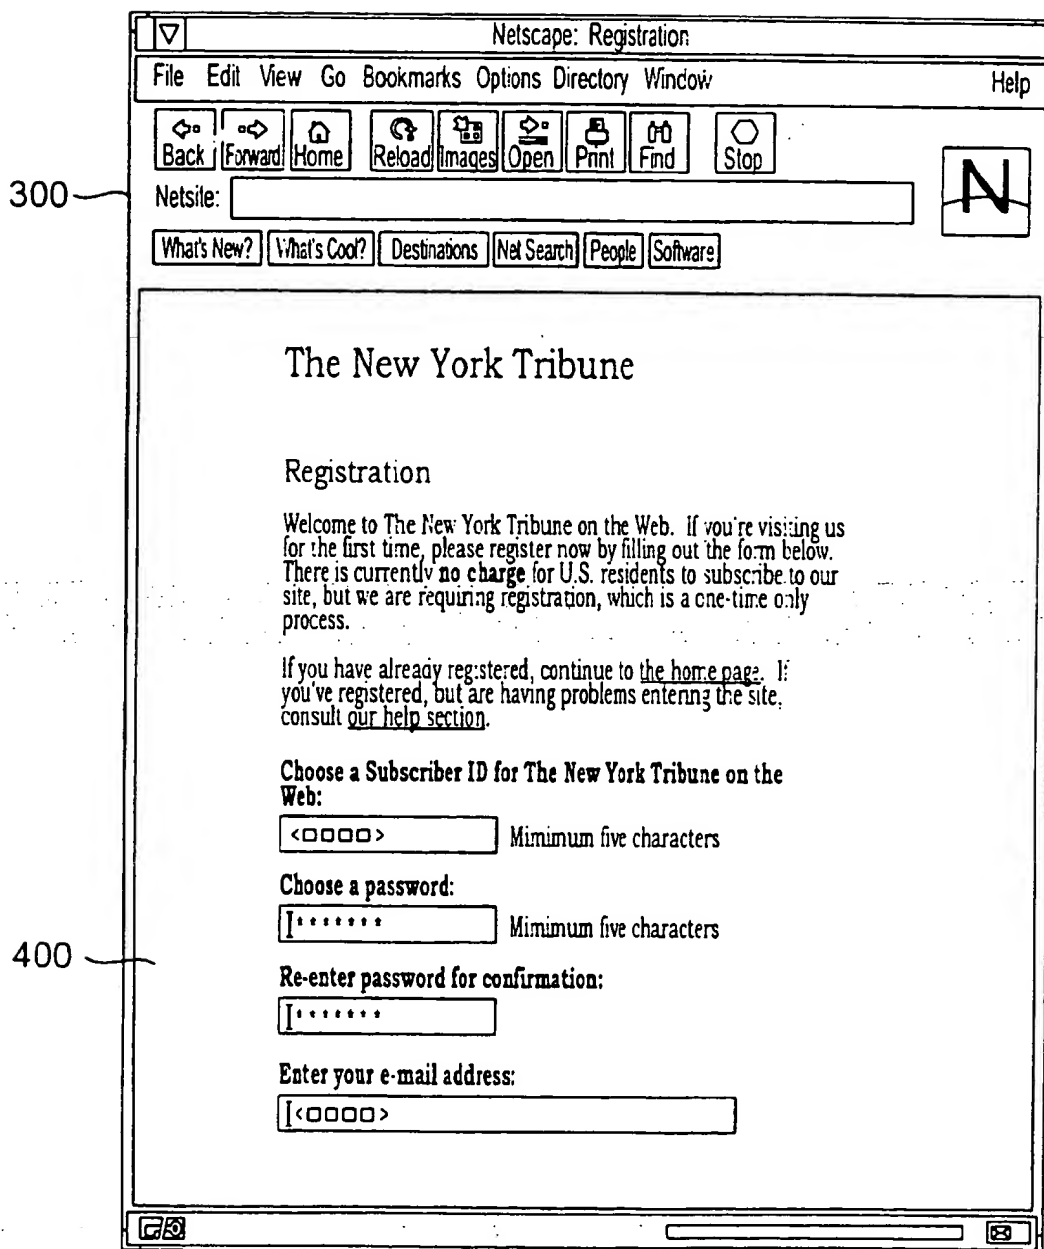 Netscape: Registration
File Edit View Go Bookmarks Options Directory Window Help
Back Forward Home Reload Images Open Print Find Stop
N
300
Netsite:
What's New? What's Cool? Destinations Net Search People Software
The New York Tribune
Registration
Welcome to The New York Tribune on the Web. If you're visiting us
for the first time, please register now by filling out the form below.
There is currently no charge for U.S. residents to subscribe to our
site, but we are requiring registration, which is a one-time only
process.
If you have already registered, continue to the home page. If
you've registered, but are having problems entering the site,
consult our help section.
Choose a Subscriber ID for The New York Tribune on the
Web:
<□□□□> Mimimum five characters
Choose a password:
******* Mimimum five characters
400
Re-enter password for confirmation:
*******
Enter your e-mail address:
<□□□□>